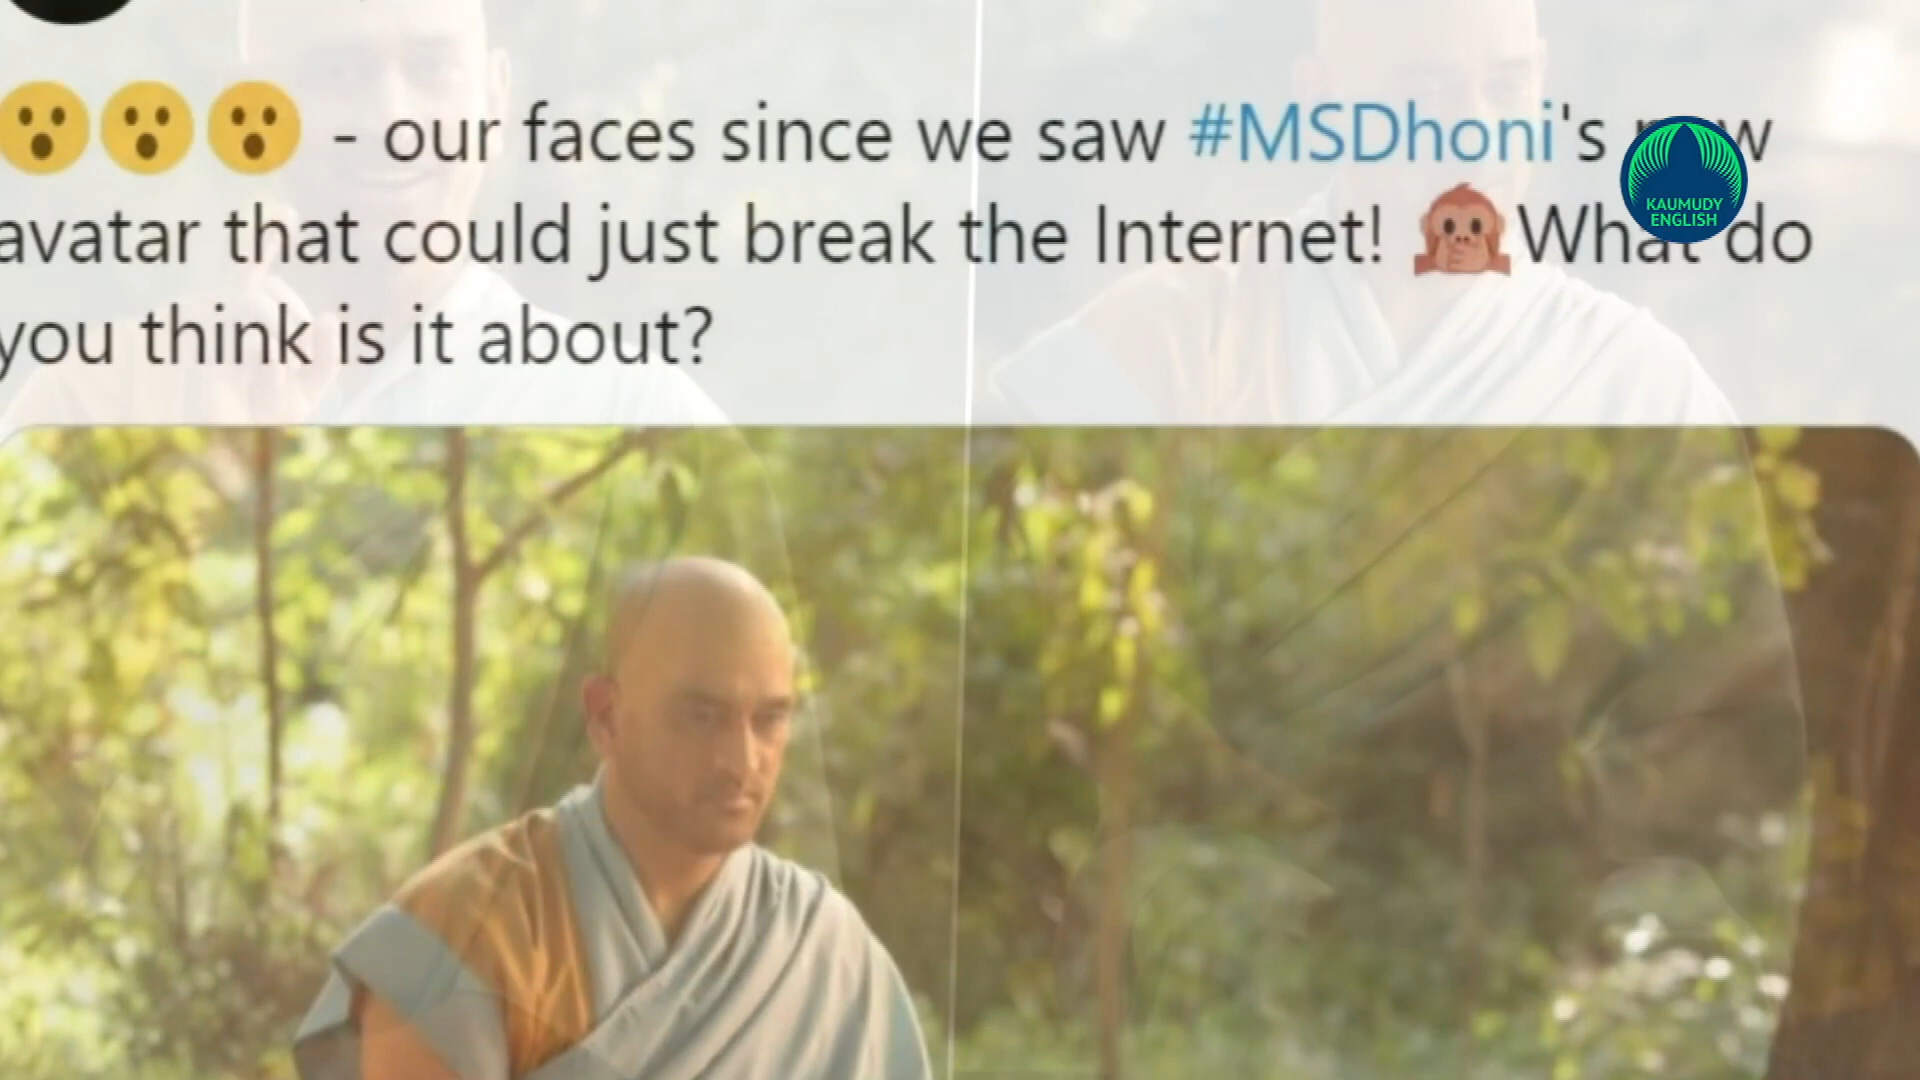 😮😮😮 - our faces since we saw #MSDhoni's new
avatar that could just break the Internet! 🙊What do
you think is it about?
KAUMUDY
ENGLISH